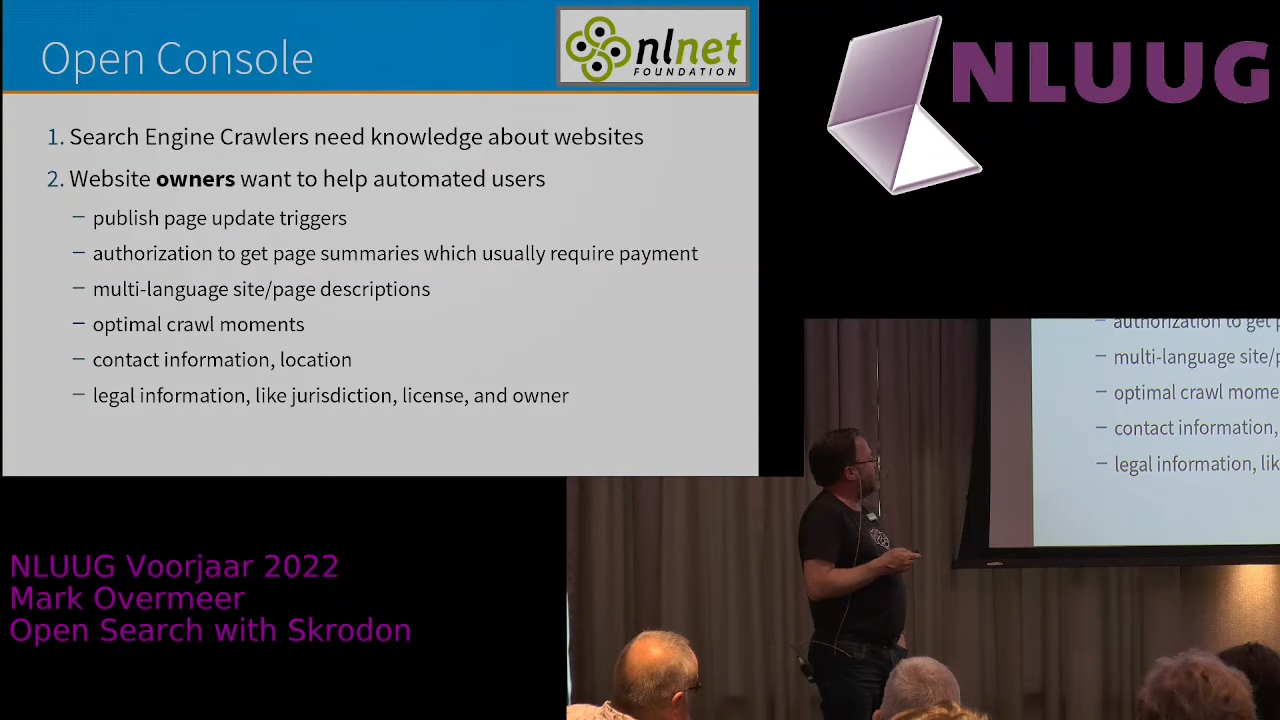 Open Console
nlnet
FOUNDATION
NLUUG
1. Search Engine Crawlers need knowledge about websites
2. Website owners want to help automated users
– publish page update triggers
– authorization to get page summaries which usually require payment
– multi-language site/page descriptions
– optimal crawl moments
– contact information, location
– legal information, like jurisdiction, license, and owner
– authorization to get
– multi-language site/p
– optimal crawl mome
– contact information,
– legal information, lik
NLUUG Voorjaar 2022
Mark Overmeer
Open Search with Skrodon